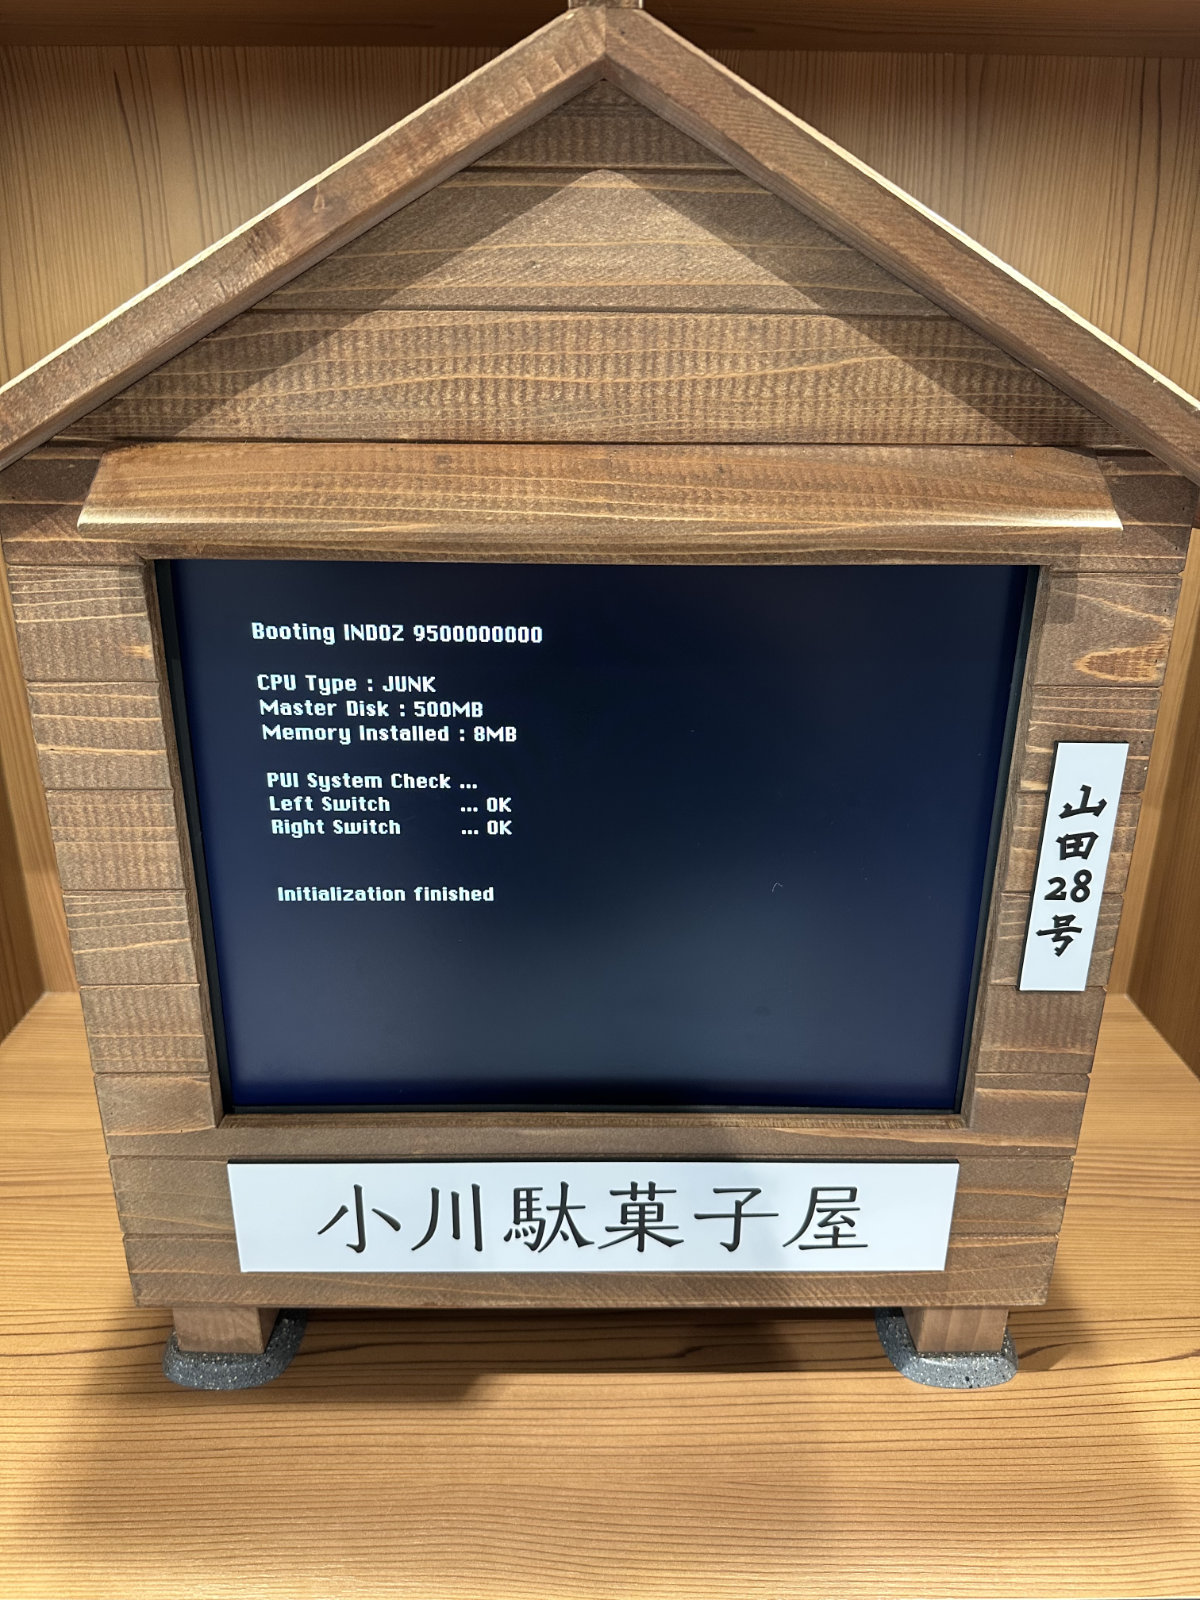 Booting INDOZ 9500000000
CPU Type : JUNK
Master Disk : 500MB
Memory Installed : 8MB
PUI System Check ...
Left Switch ... OK
Right Switch ... OK
Initialization finished
山田28号
小川駄菓子屋